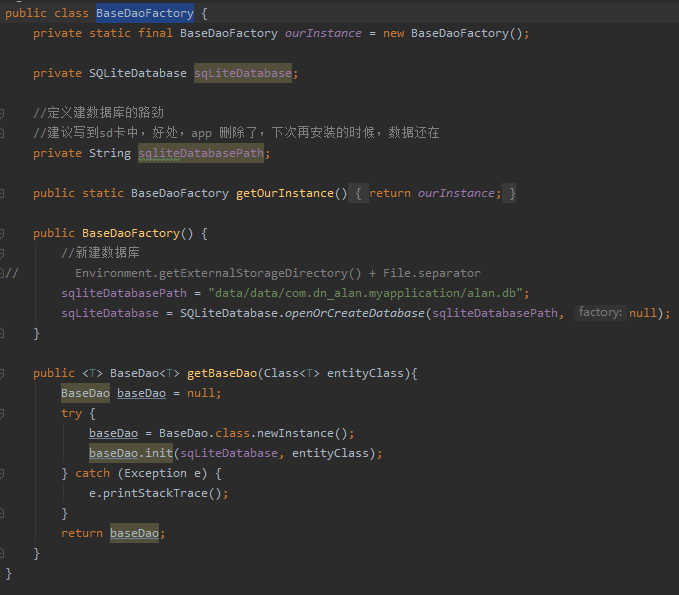 public class BaseDaoFactory {
private static final BaseDaoFactory ourInstance = new BaseDaoFactory();
private SQLiteDatabase sqLiteDatabase;
//定义建数据库的路劲
//建议写到sd卡中，好处，app 删除了，下次再安装的时候，数据还在
private String sqliteDatabasePath;
public static BaseDaoFactory getOurInstance() { return ourInstance; }
public BaseDaoFactory() {
//新建数据库
// Environment.getExternalStorageDirectory() + File.separator
sqliteDatabasePath = "data/data/com.dn_alan.myapplication/alan.db";
sqLiteDatabase = SQLiteDatabase.openOrCreateDatabase(sqliteDatabasePath, factory: null);
}
public <T> BaseDao<T> getBaseDao(Class<T> entityClass){
BaseDao baseDao = null;
try {
baseDao = BaseDao.class.newInstance();
baseDao.init(sqLiteDatabase, entityClass);
} catch (Exception e) {
e.printStackTrace();
}
return baseDao;
}
}